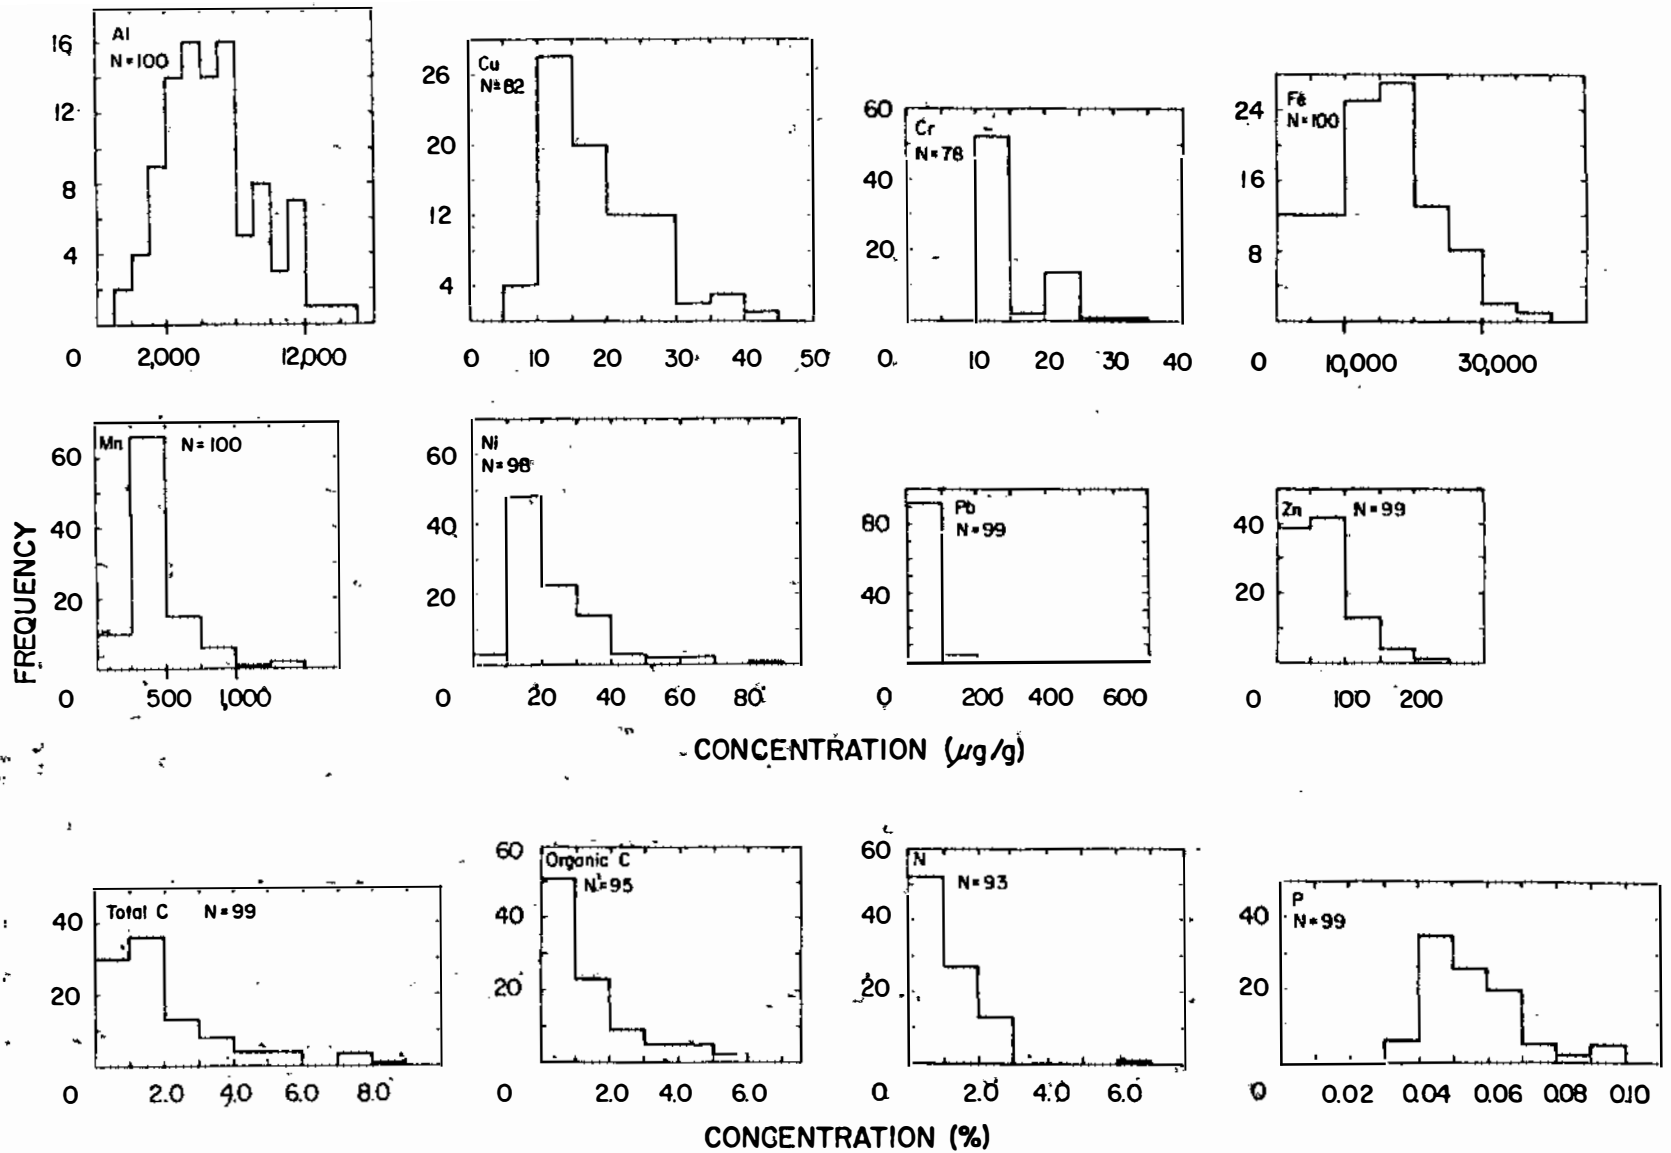 Al
N=100
16
12
8
4
0 2,000 12,000
Cu
N=82
26
20
12
4
0 10 20 30 40 50
Cr
N=78
60
40
20
0 10 20 30 40
Fe
N=100
24
16
8
0 10,000 30,000
Mn N=100
60
40
20
0 500 1,000
Ni
N=98
60
40
20
0 20 40 60 80
Pb
N=99
80
40
0 200 400 600
Zn N=99
40
20
0 100 200
FREQUENCY
CONCENTRATION (µg/g)
Total C N=99
40
20
0 2.0 4.0 6.0 8.0
Organic C
N=95
60
40
20
0 2.0 4.0 6.0
N
N=93
60
40
20
0 2.0 4.0 6.0
P
N=99
40
20
0 0.02 0.04 0.06 0.08 0.10
CONCENTRATION (%)